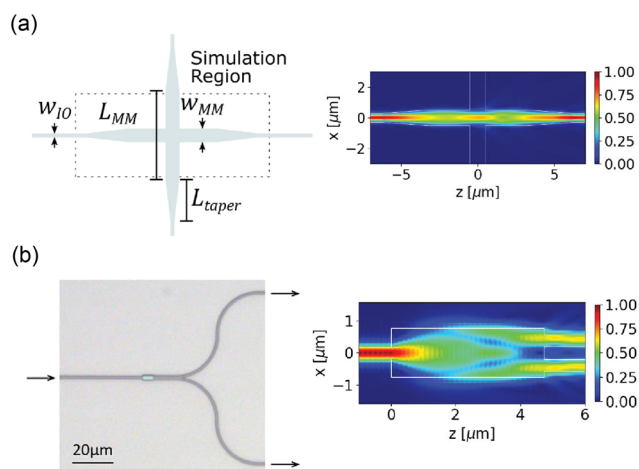 (a)
Simulation
Region
w_IO
L_MM
w_MM
L_taper
x [μm]
2
0
−2
−5
0
5
z [μm]
1.00
0.75
0.50
0.25
0.00
(b)
20μm
x [μm]
1
0
−1
0
2
4
6
z [μm]
1.00
0.75
0.50
0.25
0.00